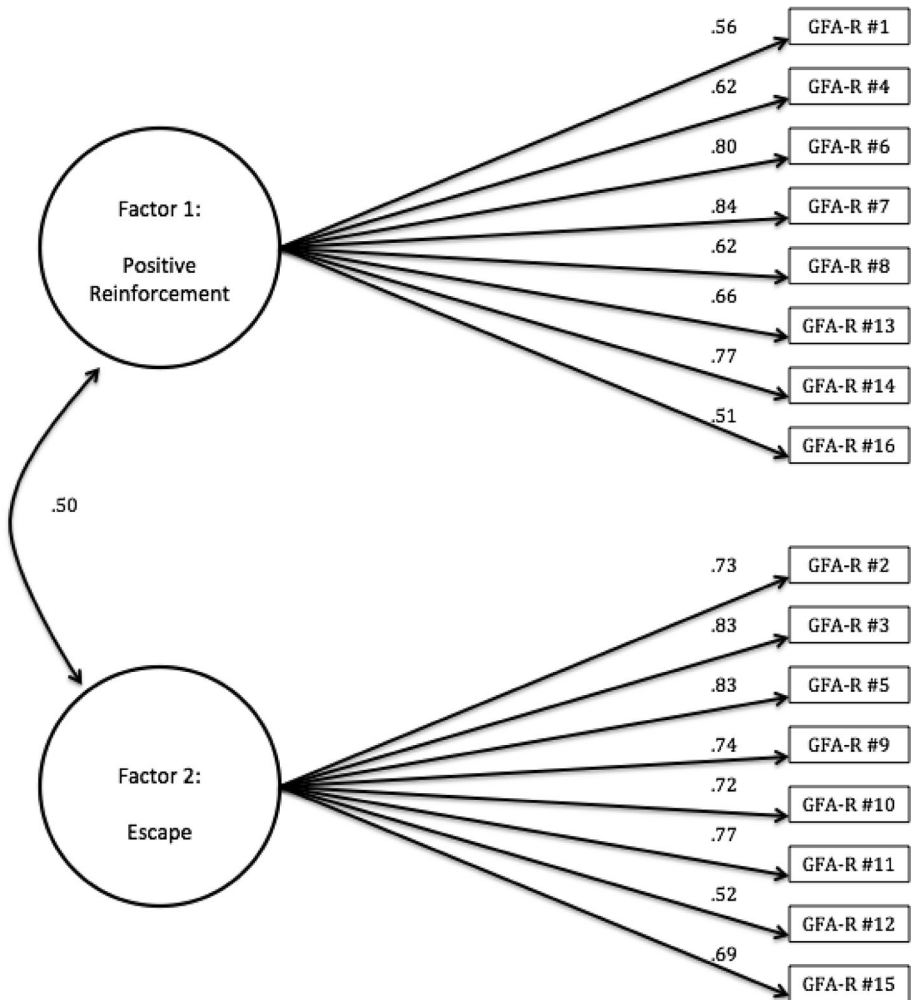 .56 GFA-R #1
.62 GFA-R #4
.80 GFA-R #6
.84 GFA-R #7
.62 GFA-R #8
.66 GFA-R #13
.77 GFA-R #14
.51 GFA-R #16
Factor 1:
Positive
Reinforcement
.50
.73 GFA-R #2
.83 GFA-R #3
.83 GFA-R #5
.74 GFA-R #9
.72 GFA-R #10
.77 GFA-R #11
.52 GFA-R #12
.69 GFA-R #15
Factor 2:
Escape